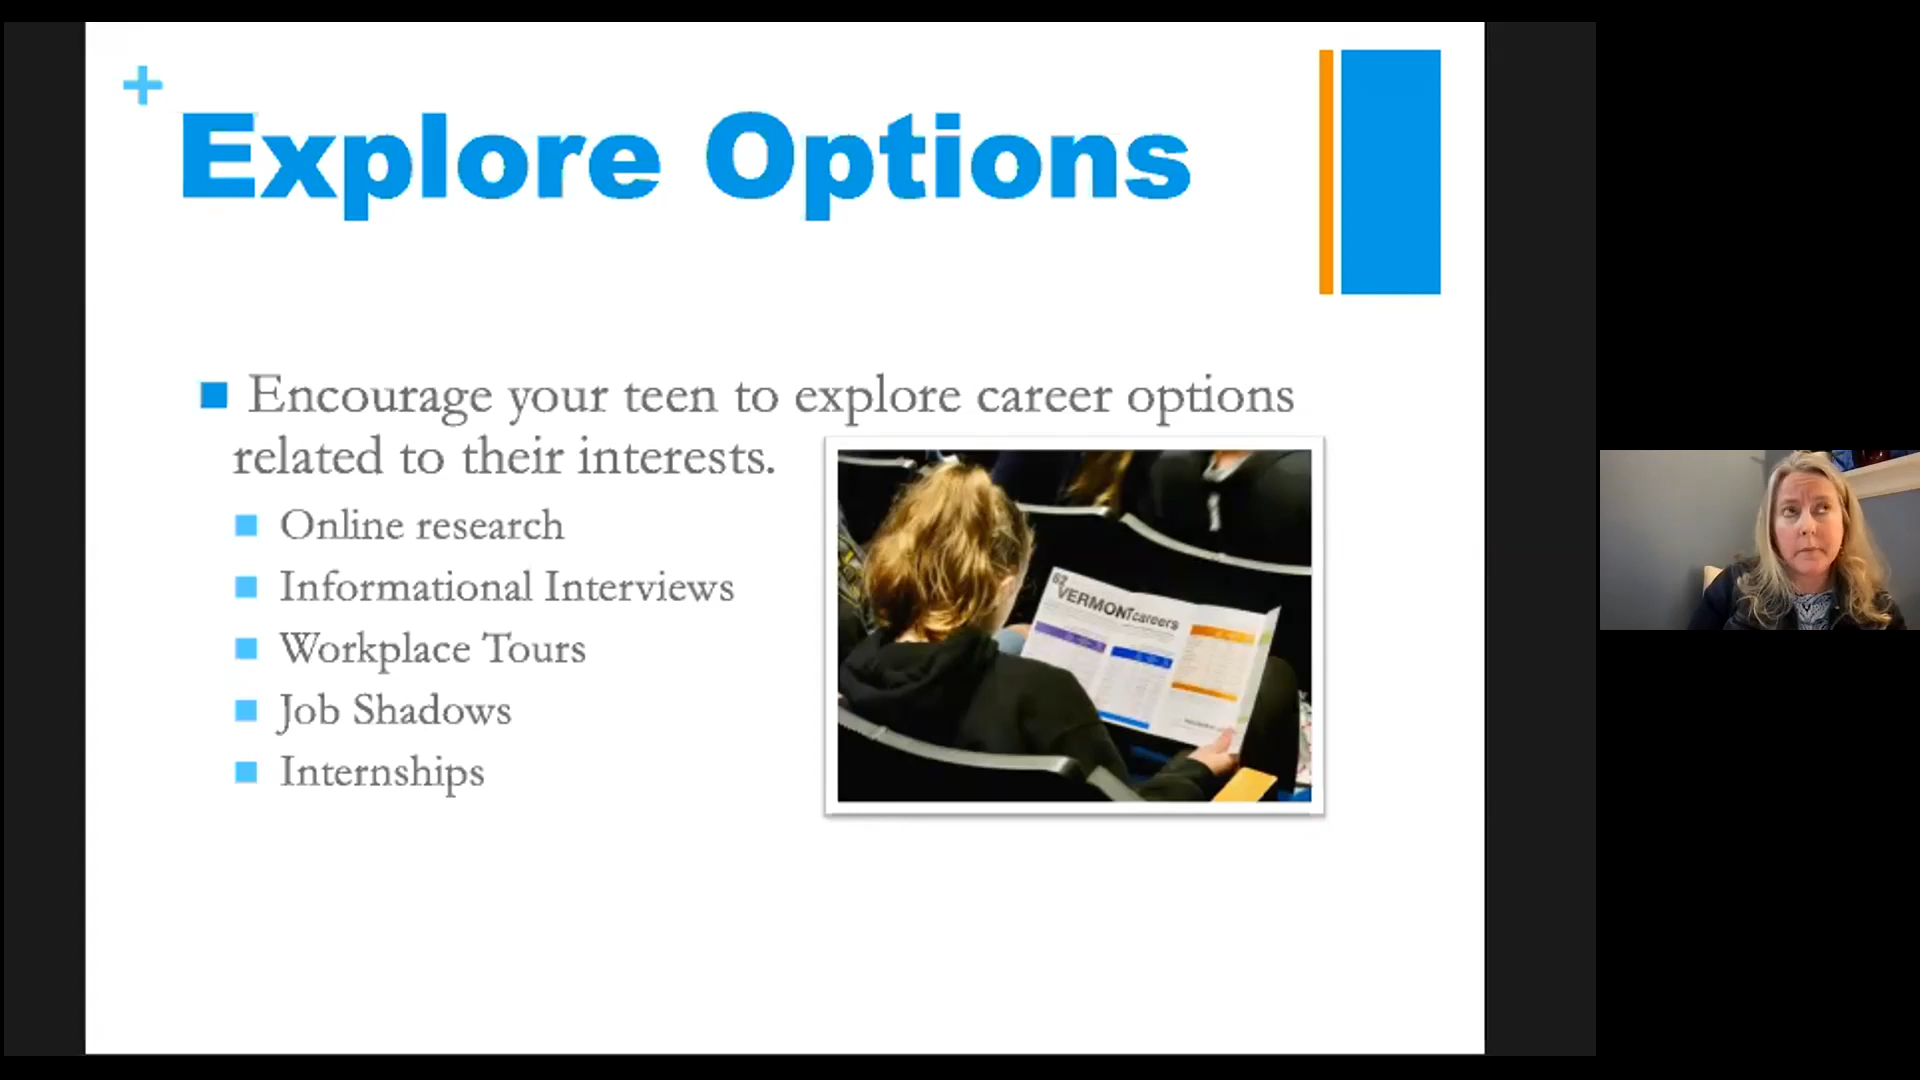 +
Explore Options
Encourage your teen to explore career options
related to their interests.
Online research
Informational Interviews
Workplace Tours
Job Shadows
Internships
62
VERMONTcareers